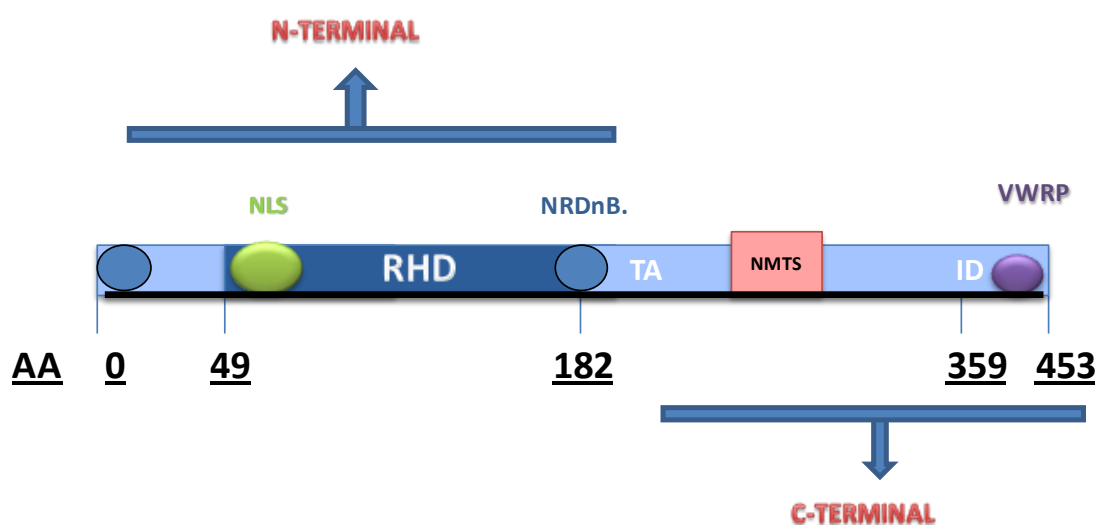 N-TERMINAL
NLS
NRDnB.
VWRP
RHD
TA
NMTS
ID
AA 0 49 182 359 453
C-TERMINAL